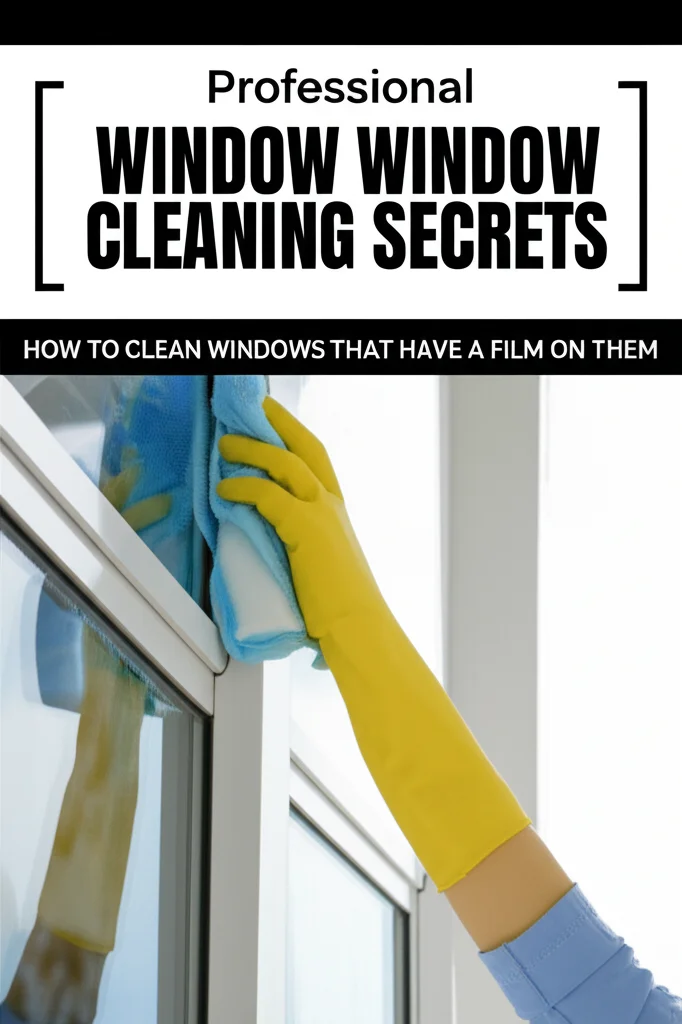 Professional
WINDOW WINDOW
CLEANING SECRETS
HOW TO CLEAN WINDOWS THAT HAVE A FILM ON THEM